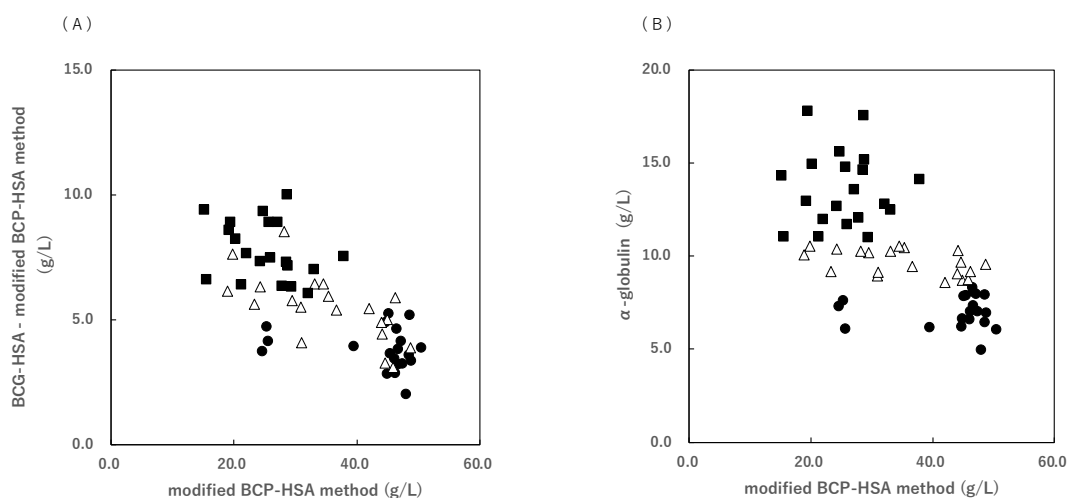 (A)
(B)
15.0
10.0
5.0
0.0
BCG-HSA - modified BCP-HSA method
(g/L)
0.0 20.0 40.0 60.0
modified BCP-HSA method (g/L)
20.0
15.0
10.0
5.0
0.0
α-globulin (g/L)
0.0 20.0 40.0 60.0
modified BCP-HSA method (g/L)